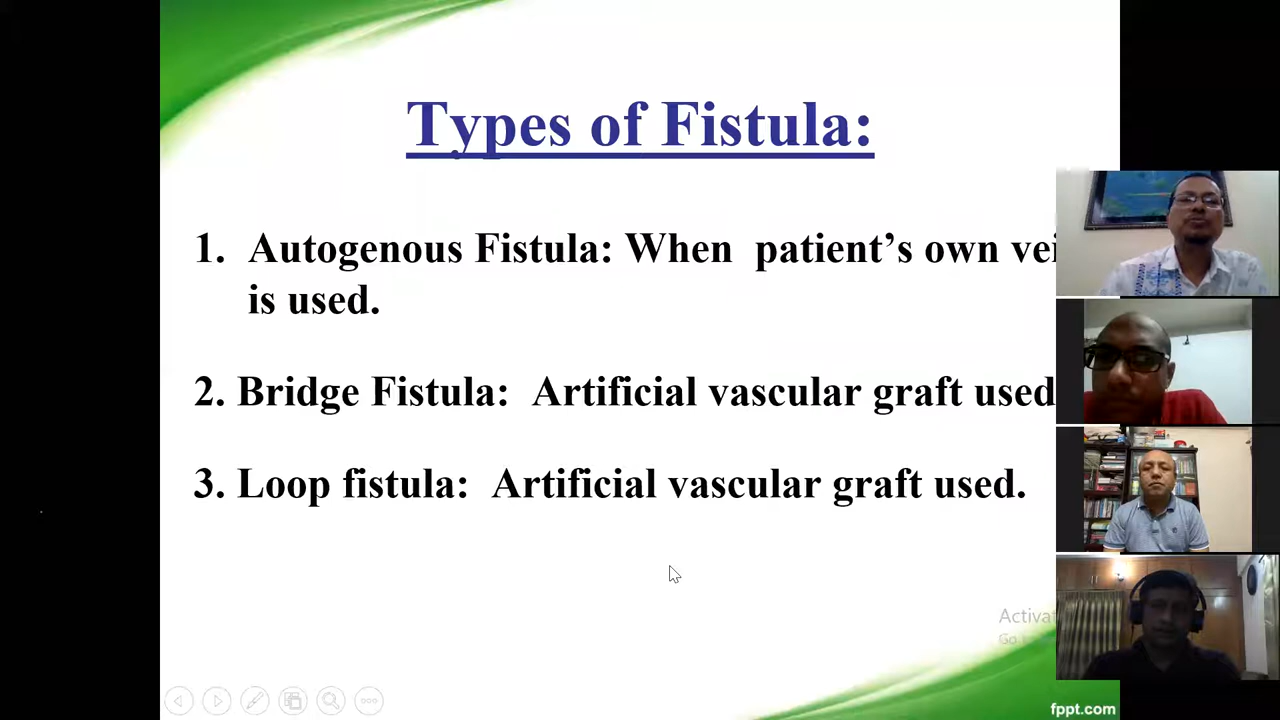 Types of Fistula:
1. Autogenous Fistula: When patient's own vei
is used.
2. Bridge Fistula: Artificial vascular graft used
3. Loop fistula: Artificial vascular graft used.
Activat
Go
fppt.com